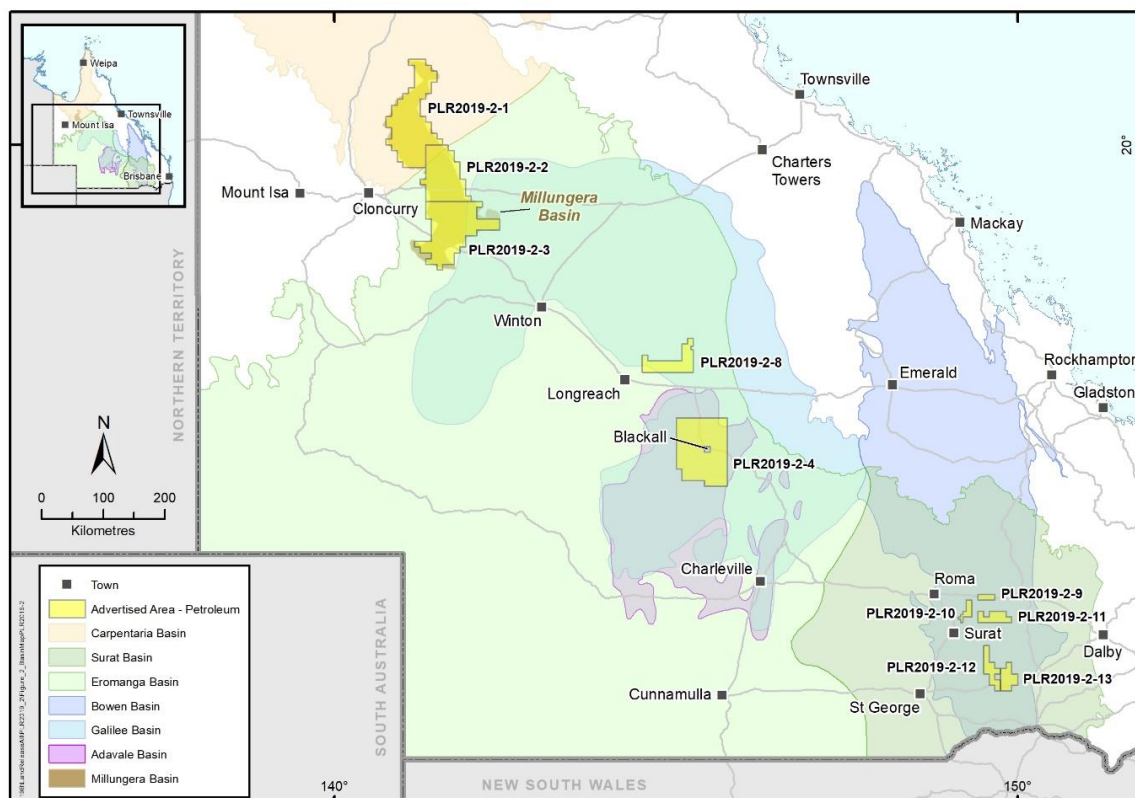 Weipa
Townsville
Mount Isa
Brisbane
PLR2019-2-1
Townsville
20°
PLR2019-2-2
Charters
Towers
Mount Isa
Cloncurry
Millungera
Basin
Mackay
PLR2019-2-3
NORTHERN TERRITORY
Winton
PLR2019-2-8
Rockhampton
Longreach
Emerald
Gladston
N
Blackall
PLR2019-2-4
0 100 200
Kilometres
Charleville
Roma
PLR2019-2-9
PLR2019-2-10
PLR2019-2-11
Surat
Dalby
PLR2019-2-12
PLR2019-2-13
Cunnamulla
St George
SOUTH AUSTRALIA
NEW SOUTH WALES
140°
150°
Town
Advertised Area - Petroleum
Carpentaria Basin
Surat Basin
Eromanga Basin
Bowen Basin
Galilee Basin
Adavale Basin
Millungera Basin